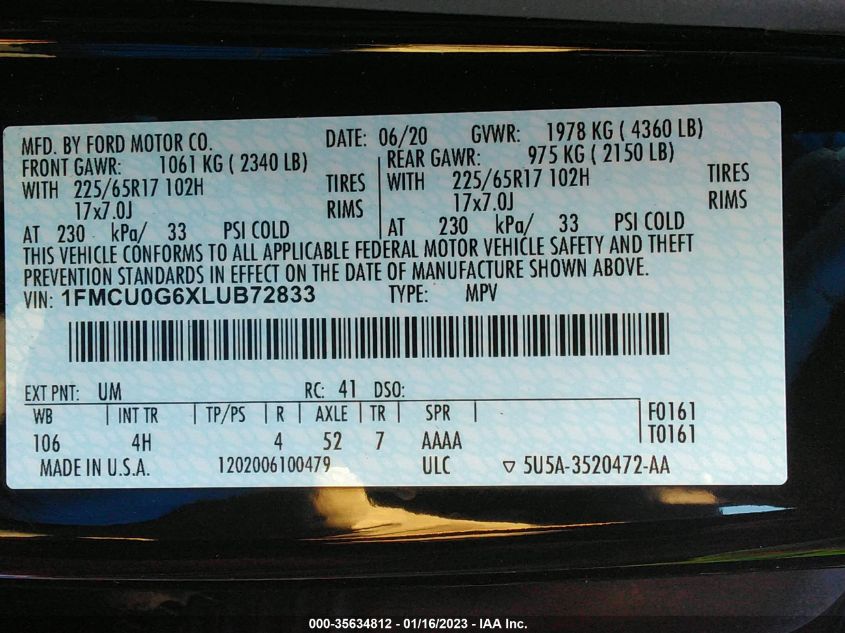 MFD. BY FORD MOTOR CO. DATE: 06/20 GVWR: 1978 KG ( 4360 LB)
FRONT GAWR: 1061 KG ( 2340 LB) REAR GAWR: 975 KG ( 2150 LB)
WITH 225/65R17 102H TIRES WITH 225/65R17 102H TIRES
17x7.0J RIMS 17x7.0J RIMS
AT 230 kPa/ 33 PSI COLD AT 230 kPa/ 33 PSI COLD
THIS VEHICLE CONFORMS TO ALL APPLICABLE FEDERAL MOTOR VEHICLE SAFETY AND THEFT
PREVENTION STANDARDS IN EFFECT ON THE DATE OF MANUFACTURE SHOWN ABOVE.
VIN: 1FMCU0G6XLUB72833 TYPE: MPV
EXT PNT: UM RC: 41 DSO:
WB INT TR TP/PS R AXLE TR SPR F0161
106 4H 4 52 7 AAAA T0161
MADE IN U.S.A. 1202006100479 ULC ▽ 5U5A-3520472-AA
000-35634812 - 01/16/2023 - IAA Inc.